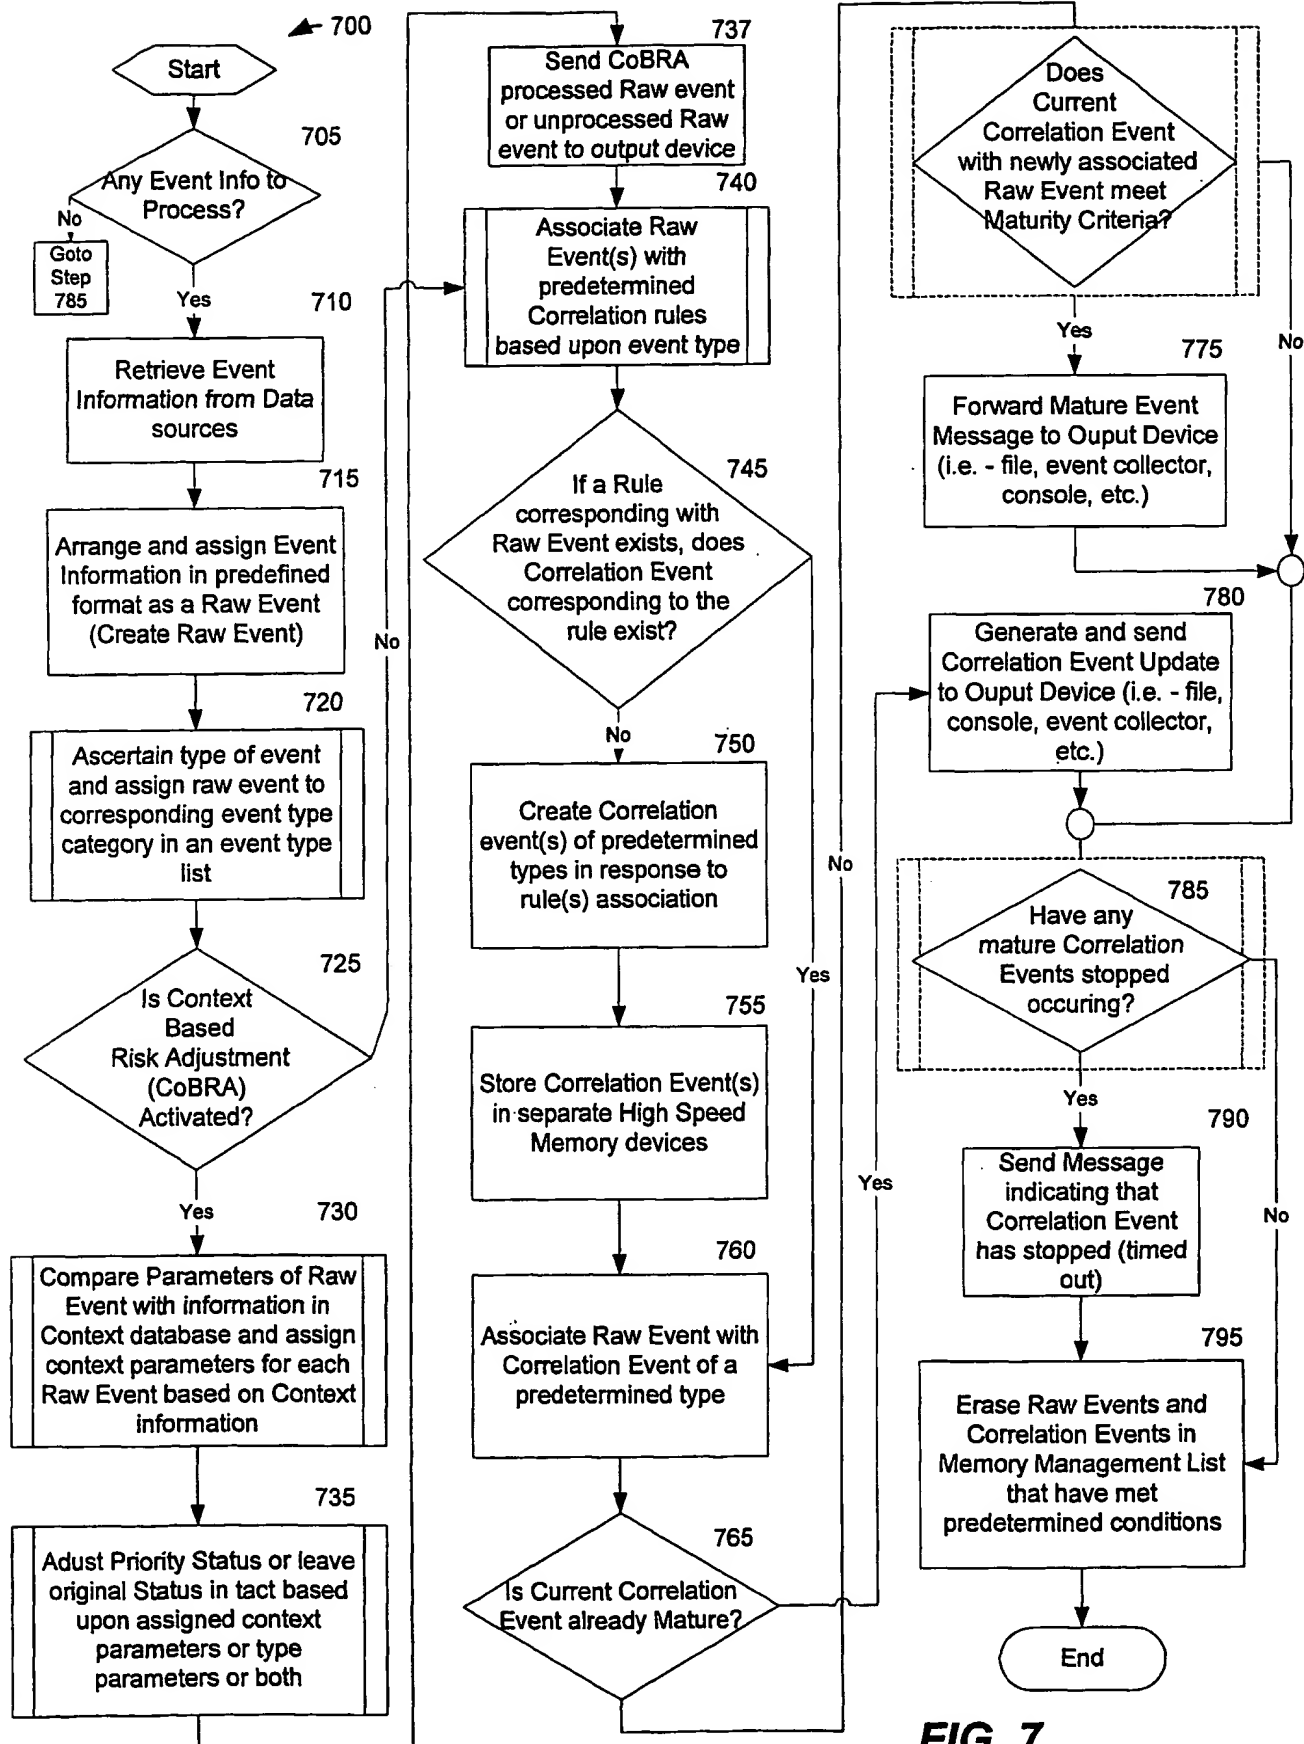 700
Start
705
Any Event Info to
Process?
No
Goto
Step
785
Yes
710
Retrieve Event
Information from Data
sources
715
Arrange and assign Event
Information in predefined
format as a Raw Event
(Create Raw Event)
720
Ascertain type of event
and assign raw event to
corresponding event type
category in an event type
list
725
Is Context
Based
Risk Adjustment
(CoBRA)
Activated?
No
Yes
730
Compare Parameters of Raw
Event with information in
Context database and assign
context parameters for each
Raw Event based on Context
information
735
Adust Priority Status or leave
original Status in tact based
upon assigned context
parameters or type
parameters or both
737
Send CoBRA
processed Raw event
or unprocessed Raw
event to output device
740
Associate Raw
Event(s) with
predetermined
Correlation rules
based upon event type
745
If a Rule
corresponding with
Raw Event exists, does
Correlation Event
corresponding to the
rule exist?
No
Yes
750
Create Correlation
event(s) of predetermined
types in response to
rule(s) association
755
Store Correlation Event(s)
in separate High Speed
Memory devices
760
Associate Raw Event with
Correlation Event of a
predetermined type
765
Is Current Correlation
Event already Mature?
No
Yes
Does
Current
Correlation Event
with newly associated
Raw Event meet
Maturity Criteria?
Yes
No
775
Forward Mature Event
Message to Ouput Device
(i.e. - file, event collector,
console, etc.)
780
Generate and send
Correlation Event Update
to Ouput Device (i.e. - file,
console, event collector,
etc.)
785
Have any
mature Correlation
Events stopped
occuring?
Yes
No
790
Send Message
indicating that
Correlation Event
has stopped (timed
out)
795
Erase Raw Events and
Correlation Events in
Memory Management List
that have met
predetermined conditions
End
FIG. 7